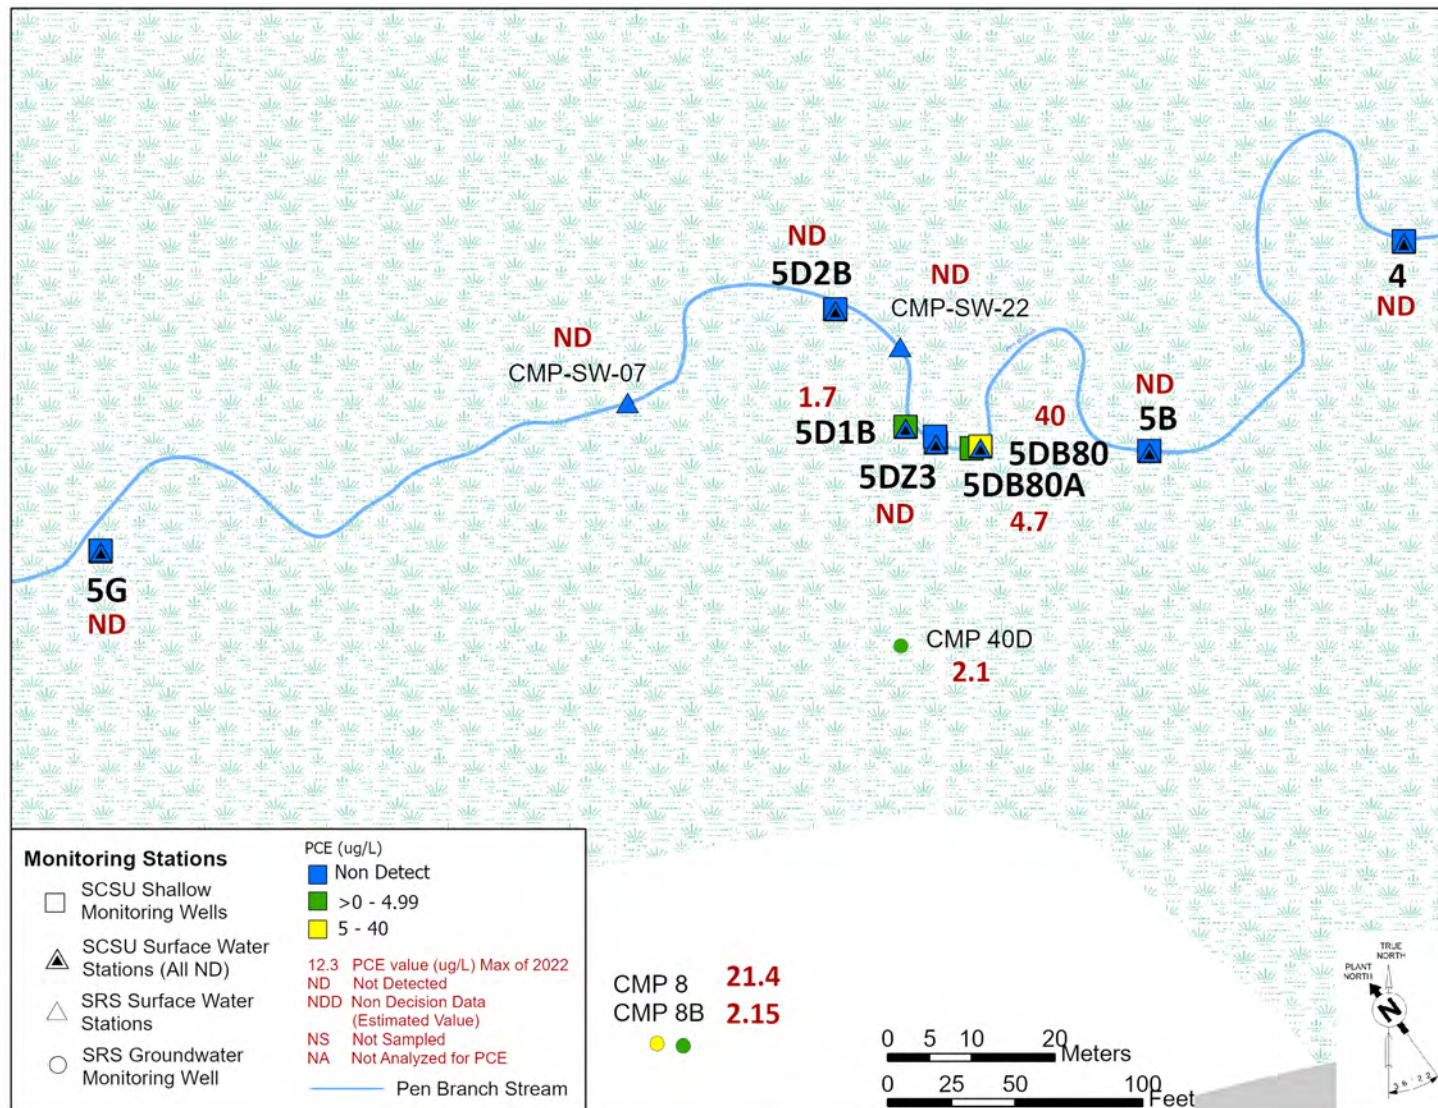 ND
5D2B
ND
CMP-SW-22
4
ND
ND
CMP-SW-07
1.7
5D1B
40
5DB80
ND
5B
5DZ3
ND
5DB80A
4.7
5G
ND
CMP 40D
2.1
CMP 8 21.4
CMP 8B 2.15
Monitoring Stations
SCSU Shallow
Monitoring Wells
SCSU Surface Water
Stations (All ND)
SRS Surface Water
Stations
SRS Groundwater
Monitoring Well
PCE (ug/L)
Non Detect
>0 - 4.99
5 - 40
12.3 PCE value (ug/L) Max of 2022
ND Not Detected
NDD Non Decision Data
(Estimated Value)
NS Not Sampled
NA Not Analyzed for PCE
Pen Branch Stream
0 5 10 20
Meters
0 25 50 100
Feet
TRUE
NORTH
PLANT
NORTH
N